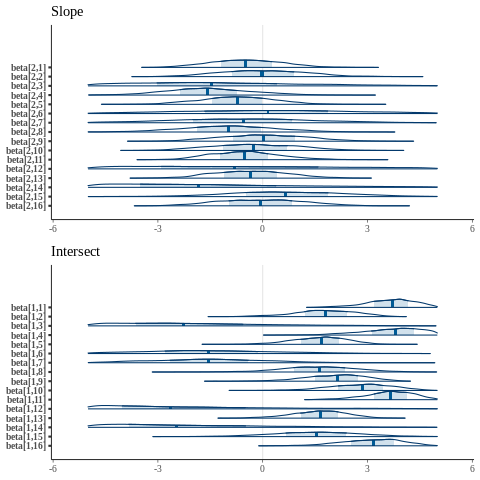 Slope
beta[2,1]
beta[2,2]
beta[2,3]
beta[2,4]
beta[2,5]
beta[2,6]
beta[2,7]
beta[2,8]
beta[2,9]
beta[2,10]
beta[2,11]
beta[2,12]
beta[2,13]
beta[2,14]
beta[2,15]
beta[2,16]
-6 -3 0 3 6
Intersect
beta[1,1]
beta[1,2]
beta[1,3]
beta[1,4]
beta[1,5]
beta[1,6]
beta[1,7]
beta[1,8]
beta[1,9]
beta[1,10]
beta[1,11]
beta[1,12]
beta[1,13]
beta[1,14]
beta[1,15]
beta[1,16]
-6 -3 0 3 6